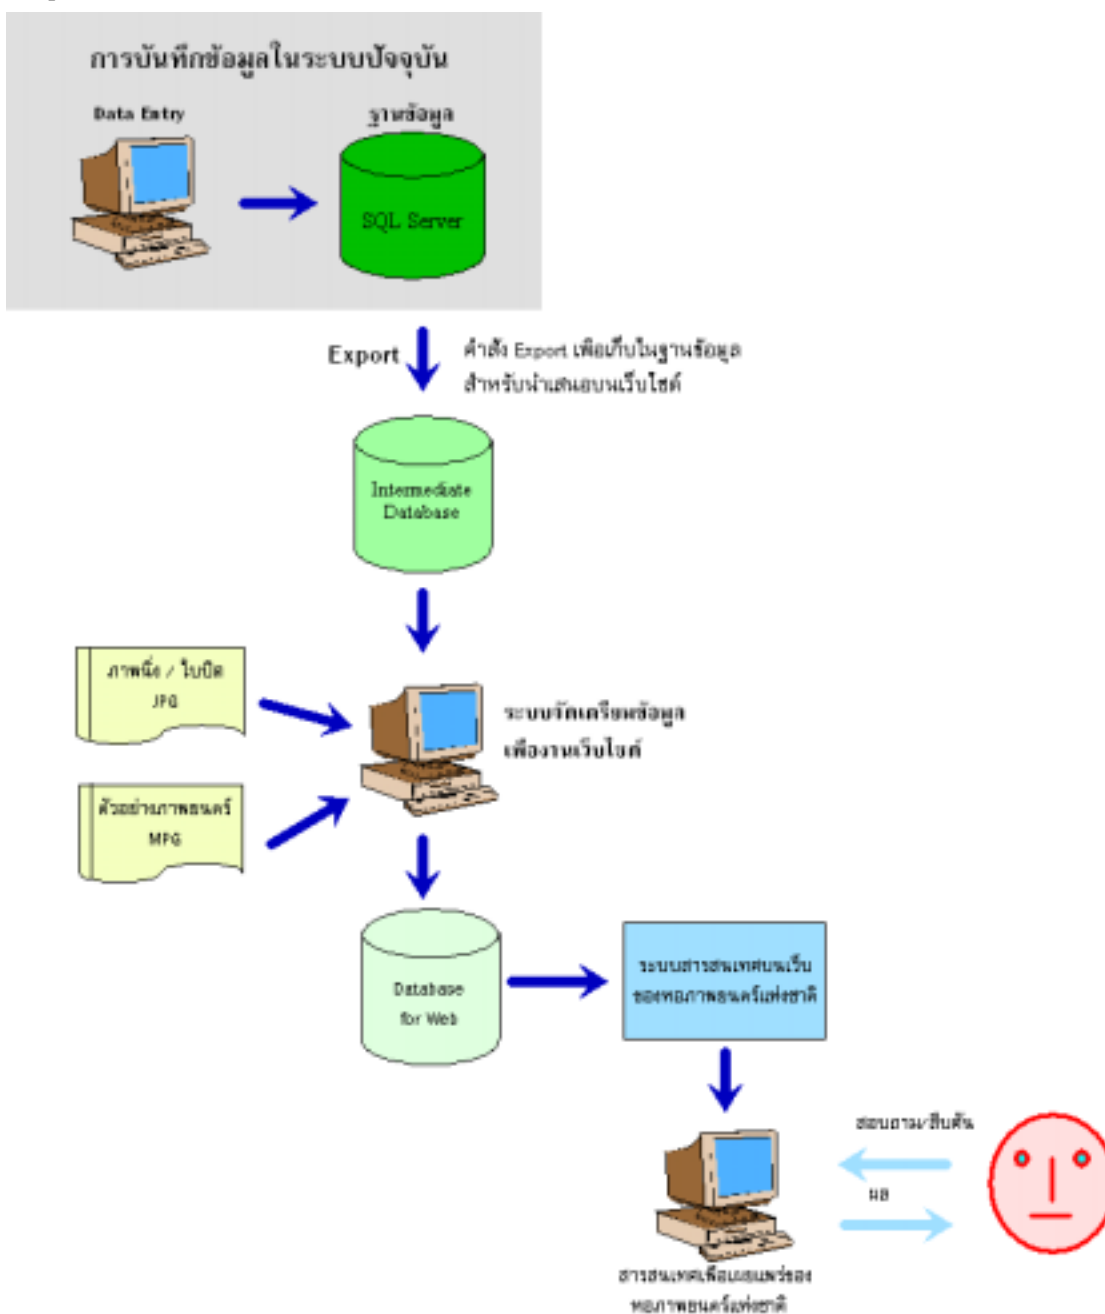 การบันทึกข้อมูลในระบบปัจจุบัน
Data Entry
ฐานข้อมูล
SQL Server
Export
คำสั่ง Export เพื่อเก็บในฐานข้อมูล
สำหรับนำเสนอบนเว็บไซต์
Intermediate
Database
ภาพนิ่ง / ใบปิด
JPG
ระบบจัดเตรียมข้อมูล
เพื่องานเว็บไซต์
ตัวอย่างภาพยนตร์
MPG
Database
for Web
ระบบสารสนเทศบนเว็บ
ของหอภาพยนตร์แห่งชาติ
สอบถาม/สืบค้น
ผล
สารสนเทศเพื่อเผยแพร่ของ
หอภาพยนตร์แห่งชาติ